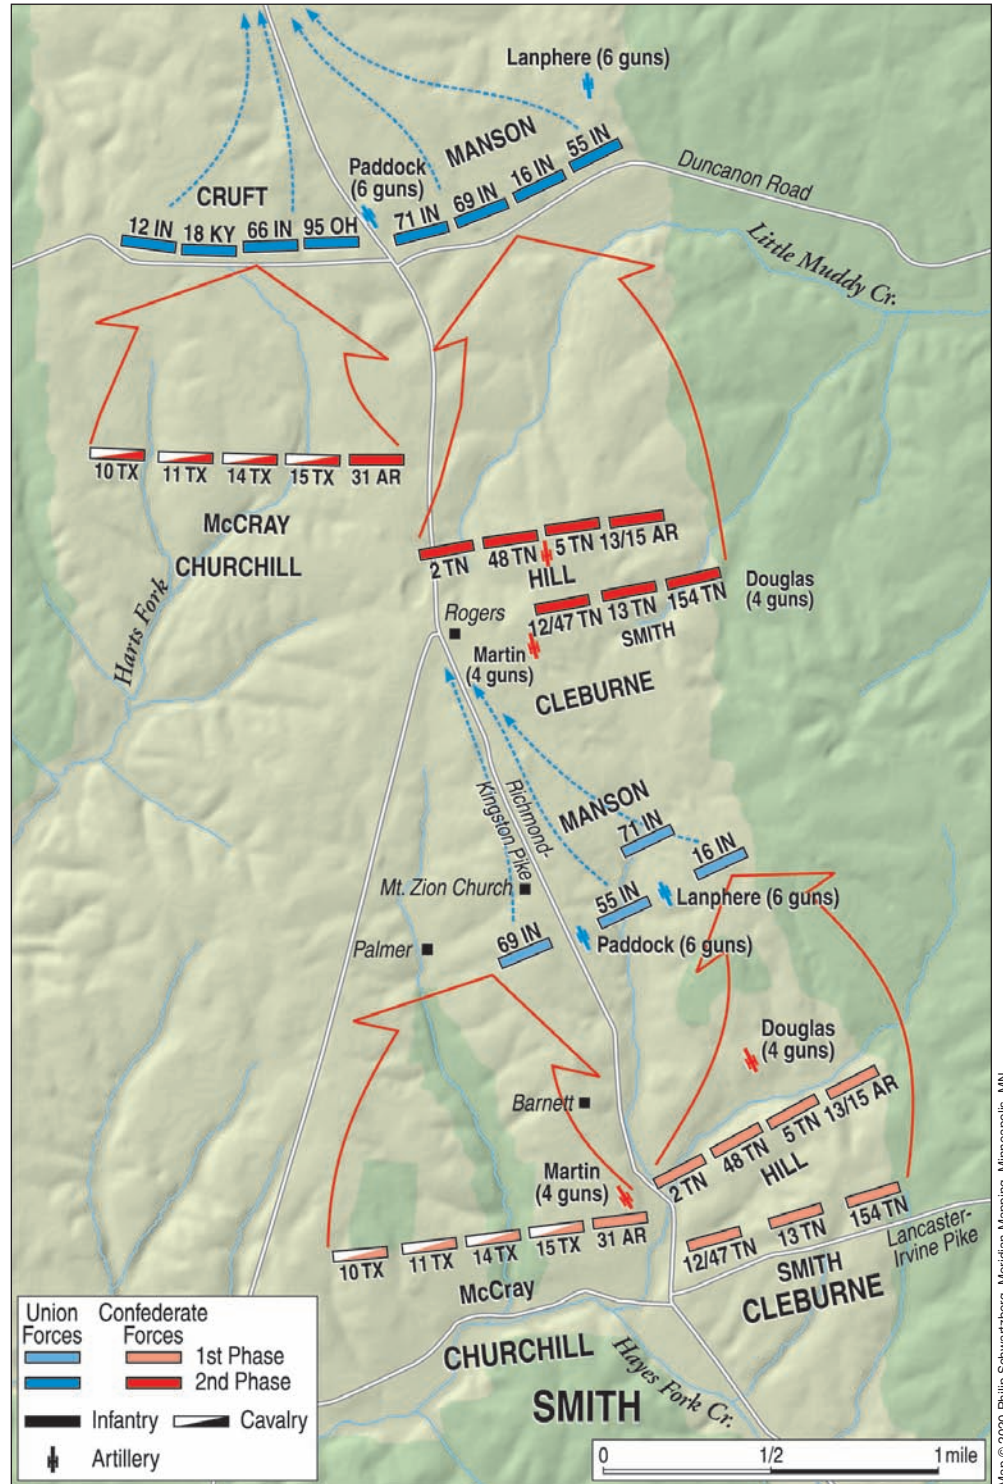 Lanphere (6 guns)
MANSON
55 IN
16 IN
69 IN
71 IN
Paddock
(6 guns)
CRUFT
12 IN
18 KY
66 IN
95 OH
Duncanon Road
Little Muddy Cr.
10 TX
11 TX
14 TX
15 TX
31 AR
McCRAY
CHURCHILL
Harts Fork
2 TN
48 TN
5 TN
13/15 AR
HILL
12/47 TN
13 TN
154 TN
SMITH
Douglas
(4 guns)
Rogers
Martin
(4 guns)
CLEBURNE
Richmond-
Kingston Pike
MANSON
71 IN
16 IN
Mt. Zion Church
55 IN
Lanphere (6 guns)
69 IN
Paddock (6 guns)
Palmer
Douglas
(4 guns)
Barnett
2 TN
48 TN
5 TN
13/15 AR
HILL
Martin
(4 guns)
10 TX
11 TX
14 TX
15 TX
31 AR
McCray
12/47 TN
13 TN
154 TN
SMITH
CLEBURNE
Lancaster-
Irvine Pike
CHURCHILL
SMITH
Hayes Fork Cr.
Union
Forces
Confederate
Forces
1st Phase
2nd Phase
Infantry
Cavalry
Artillery
0
1/2
1 mile
Map © 2020 Philip Schwartzberg, Meridian Mapping, Minneapolis, MN